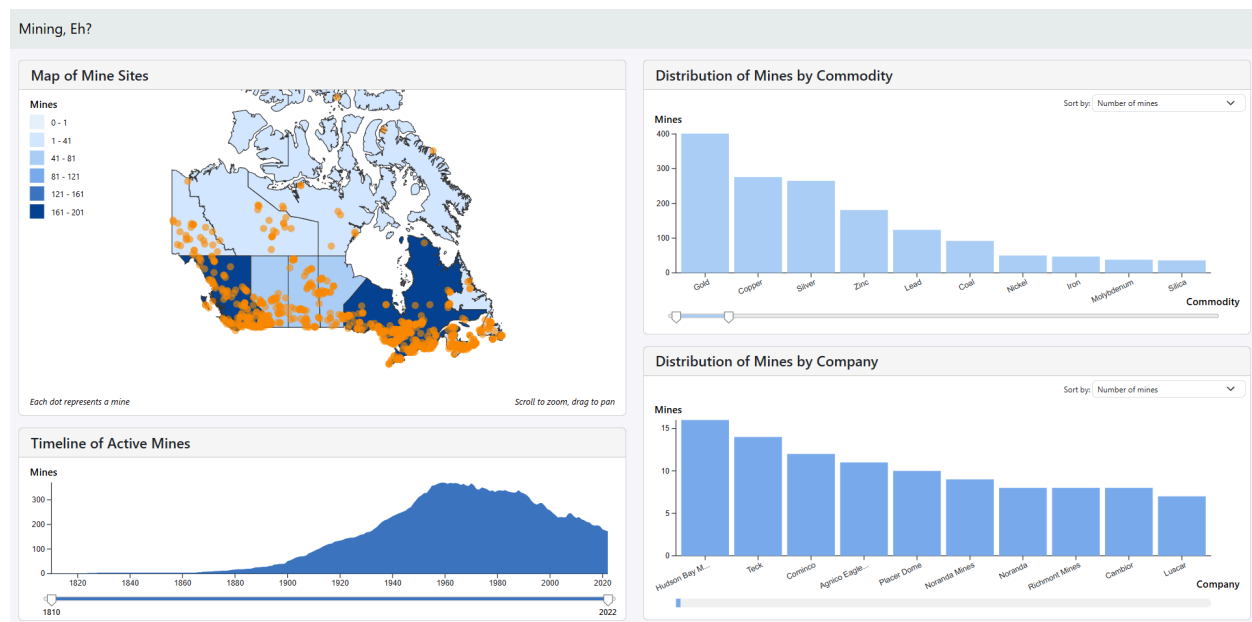 Mining, Eh?
Map of Mine Sites
Mines
0 - 1
1 - 41
41 - 81
81 - 121
121 - 161
161 - 201
Each dot represents a mine
Scroll to zoom, drag to pan
Timeline of Active Mines
Mines
300
200
100
0
1820 1840 1860 1880 1900 1920 1940 1960 1980 2000 2020
1810 2022
Distribution of Mines by Commodity
Sort by: Number of mines
Mines
400
300
200
100
0
Gold Copper Silver Zinc Lead Coal Nickel Iron Molybdenum Silica
Commodity
Distribution of Mines by Company
Sort by: Number of mines
Mines
15
10
5
0
Hudson Bay M... Teck Cominco Agnico Eagle... Placer Dome Noranda Mines Noranda Richmont Mines Cambior Luscar
Company